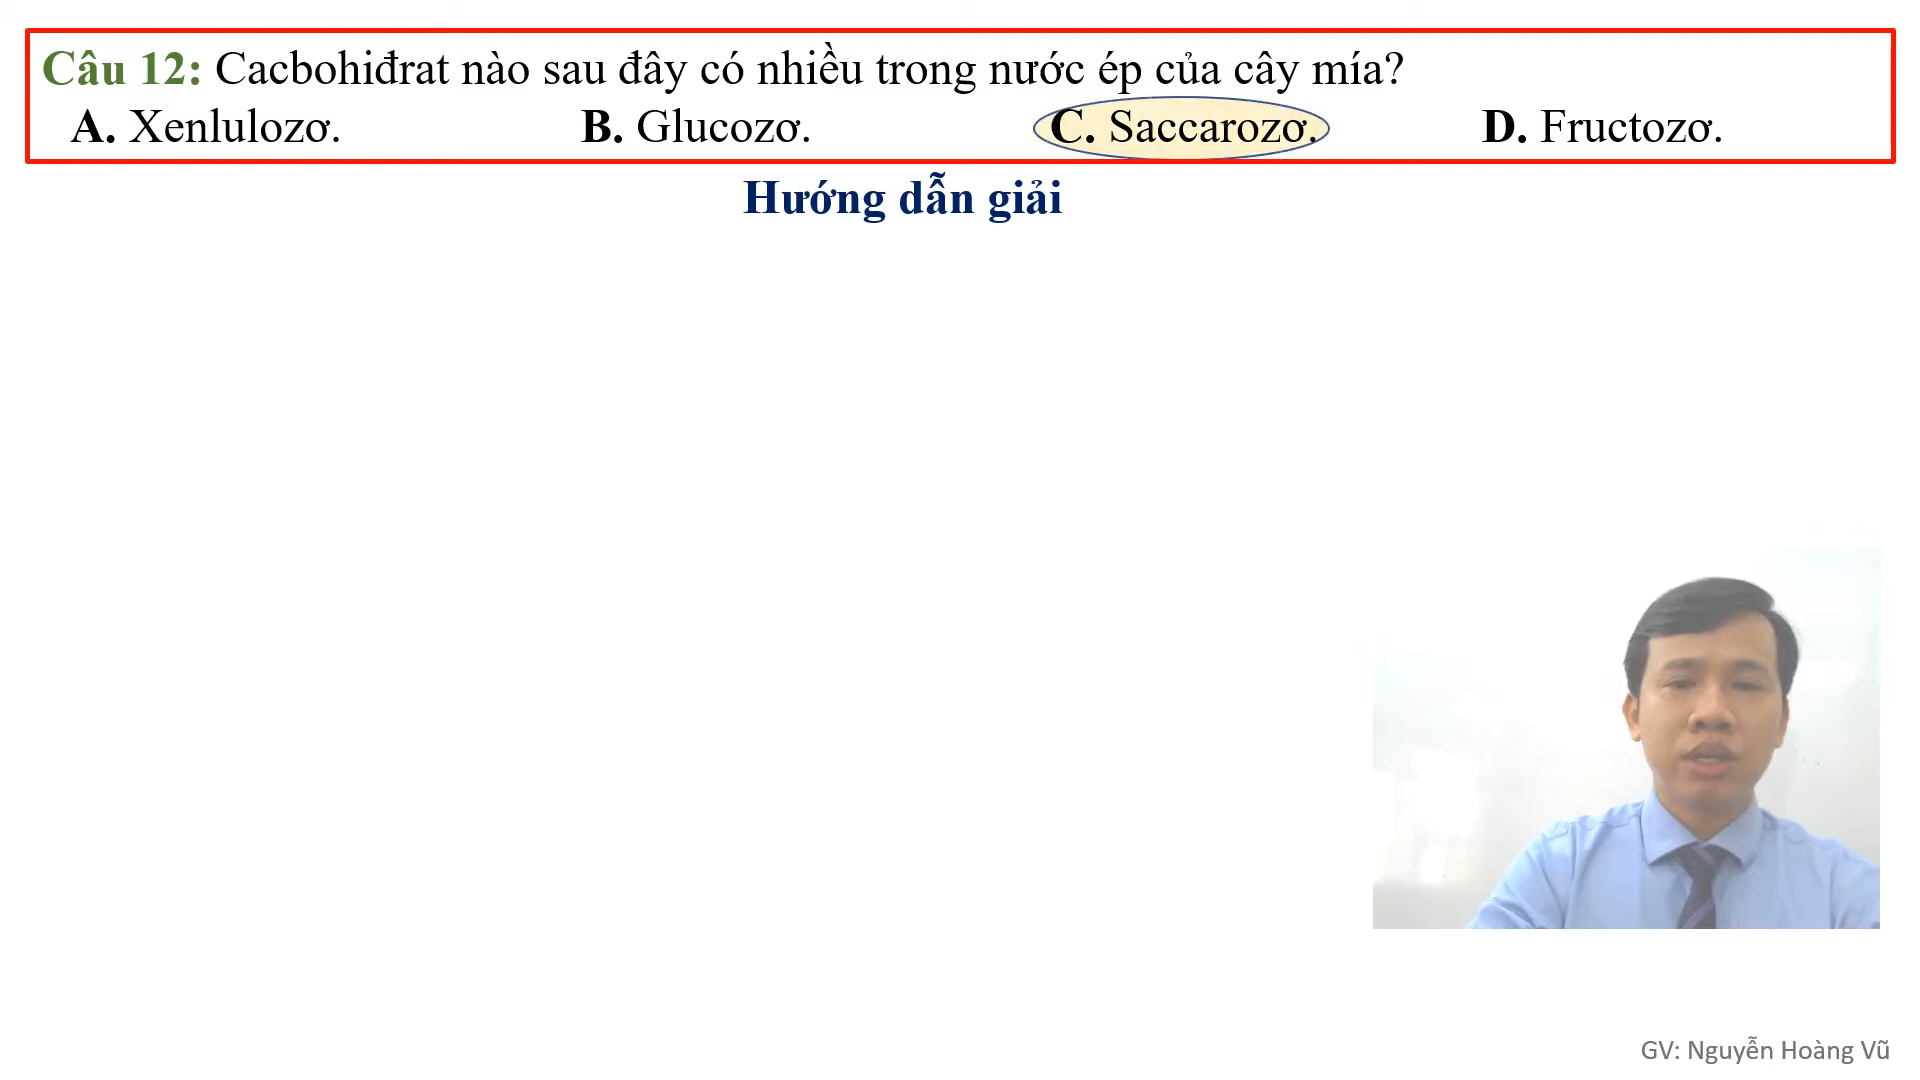 Câu 12: Cacbohiđrat nào sau đây có nhiều trong nước ép của cây mía?
A. Xenlulozơ. B. Glucozơ. C. Saccarozơ. D. Fructozơ.
Hướng dẫn giải
GV: Nguyễn Hoàng Vũ